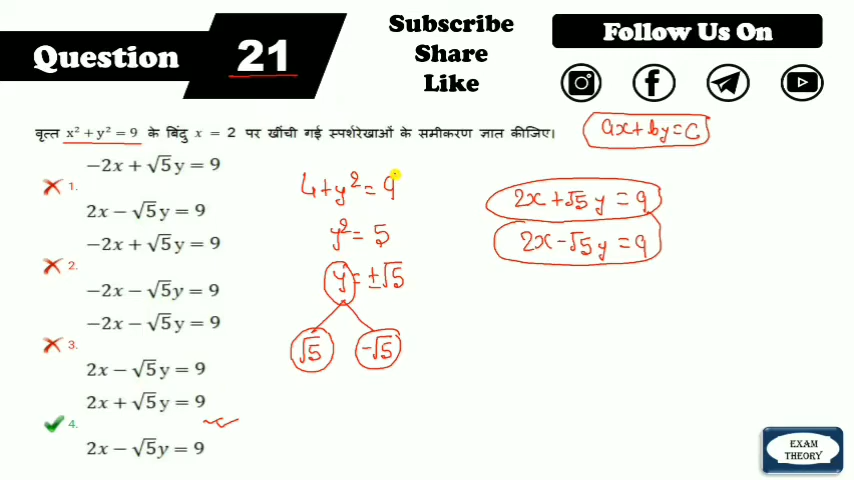 Question 21
Subscribe
Share
Like
Follow Us On
वृत्त x² + y² = 9 के बिंदु x = 2 पर खींची गई स्पर्शरेखाओं के समीकरण ज्ञात कीजिए।
ax+by=c
−2x + √5y = 9
1.
2x − √5y = 9
−2x + √5y = 9
2.
−2x − √5y = 9
−2x − √5y = 9
3.
2x − √5y = 9
2x + √5y = 9
4.
2x − √5y = 9
4+y²=9
y²=5
y=±√5
√5 -√5
2x+√5y=9
2x-√5y=9
EXAM
THEORY